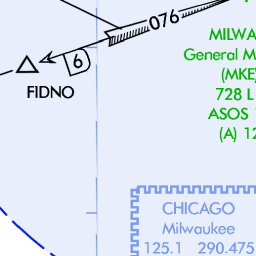 076
MILWA
General M
(MKE
728 L
ASOS
(A) 12
6
FIDNO
CHICAGO
Milwaukee
125.1 290.475